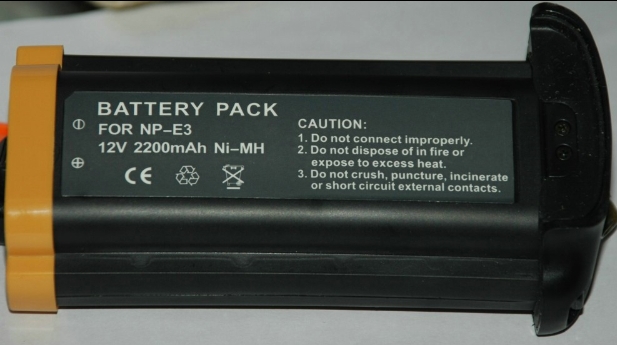 BATTERY PACK
FOR NP-E3
12V 2200mAh Ni-MH
CE
CAUTION:
1. Do not connect improperly.
2. Do not dispose of in fire or
expose to excess heat.
3. Do not crush, puncture, incinerate
or short circuit external contacts.